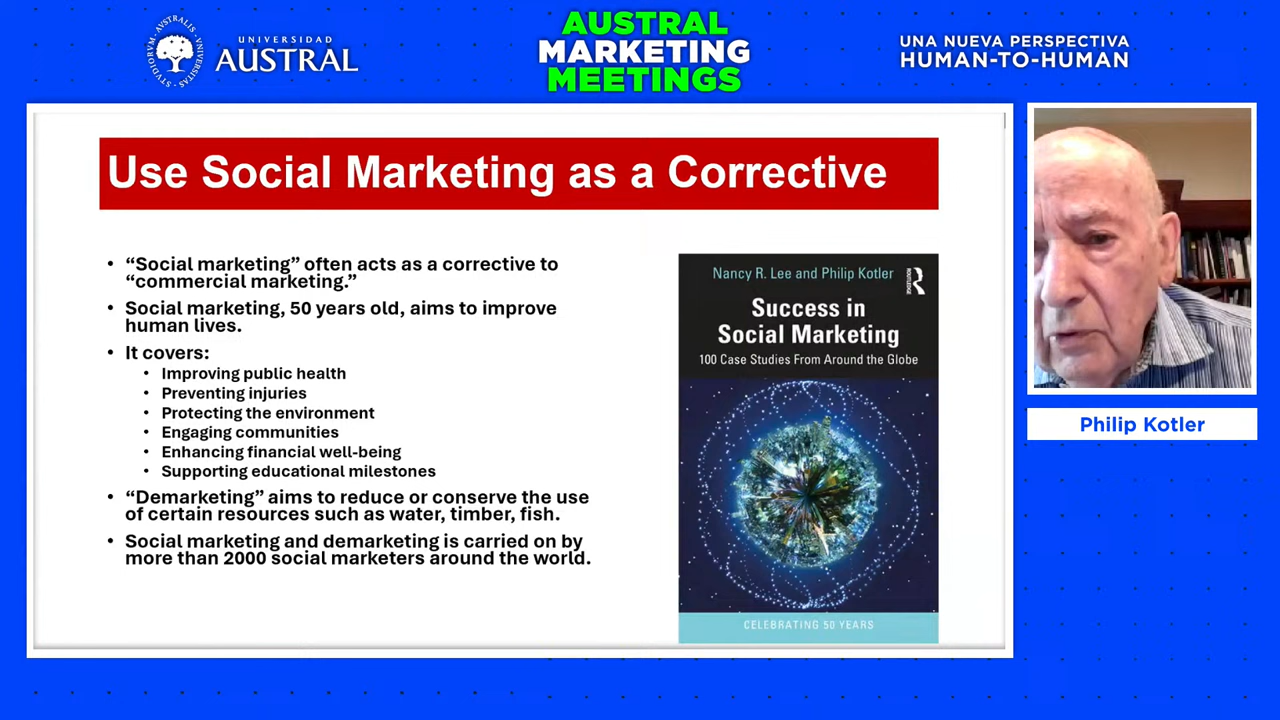 STVDIORVM · AVSTRALIS · VNIVERSITAS
UNIVERSIDAD
AUSTRAL
AUSTRAL
MARKETING
MEETINGS
UNA NUEVA PERSPECTIVA
HUMAN-TO-HUMAN
Use Social Marketing as a Corrective
• “Social marketing” often acts as a corrective to
“commercial marketing.”
• Social marketing, 50 years old, aims to improve
human lives.
• It covers:
• Improving public health
• Preventing injuries
• Protecting the environment
• Engaging communities
• Enhancing financial well-being
• Supporting educational milestones
• “Demarketing” aims to reduce or conserve the use
of certain resources such as water, timber, fish.
• Social marketing and demarketing is carried on by
more than 2000 social marketers around the world.
Nancy R. Lee and Philip Kotler
ROUTLEDGE
Success in
Social Marketing
100 Case Studies From Around the Globe
CELEBRATING 50 YEARS
Philip Kotler